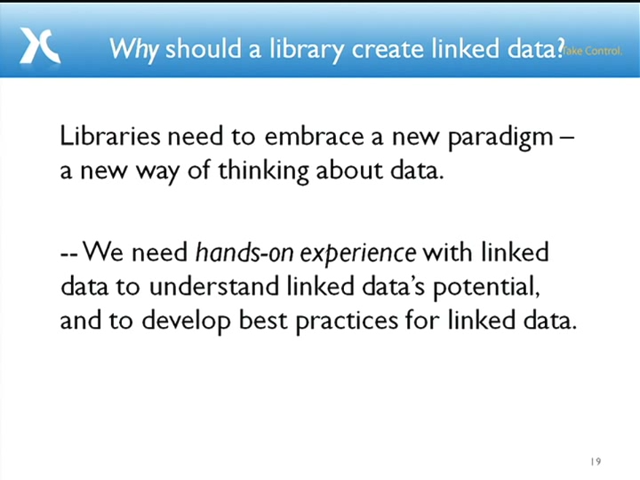 Why should a library create linked data?
Take Control.
Libraries need to embrace a new paradigm –
a new way of thinking about data.
-- We need hands-on experience with linked
data to understand linked data's potential,
and to develop best practices for linked data.
19